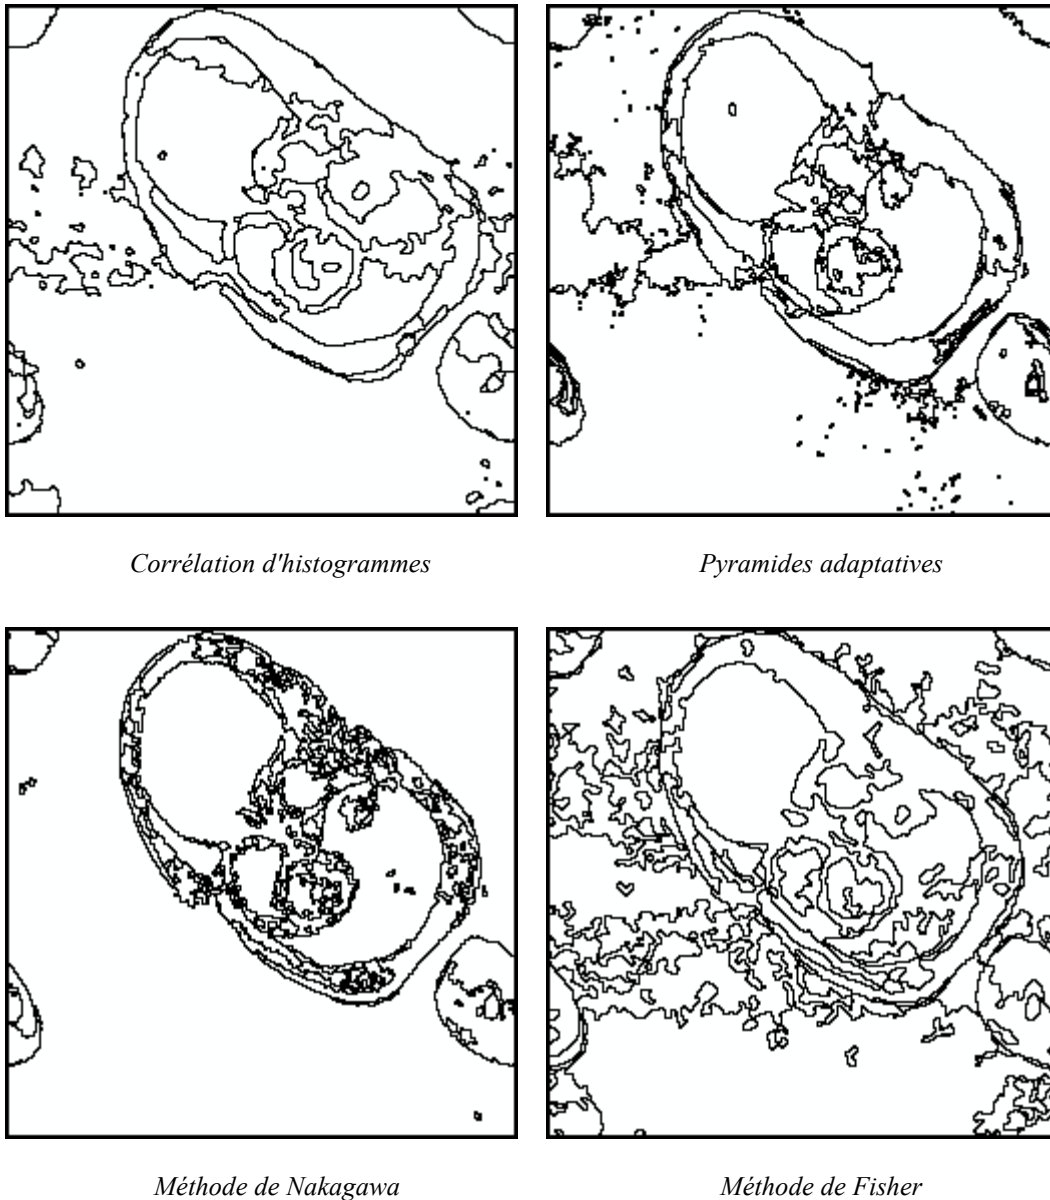 Corrélation d'histogrammes
Pyramides adaptatives
Méthode de Nakagawa
Méthode de Fisher